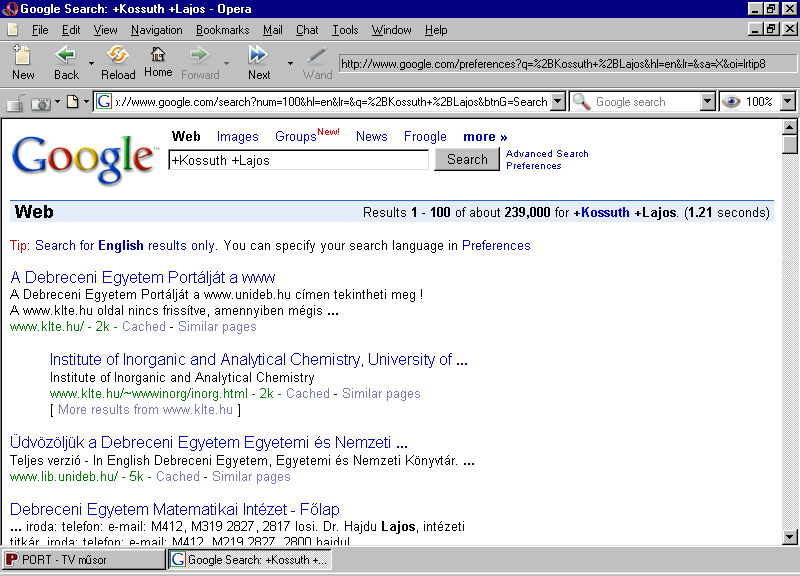 Google Search: +Kossuth +Lajos - Opera
File Edit View Navigation Bookmarks Mail Chat Tools Window Help
New Back Reload Home Forward Next Wand
http://www.google.com/preferences?q=%2BKossuth+%2BLajos&hl=en&lr=&sa=X&oi=lrtip8
://www.google.com/search?num=100&hl=en&lr=&q=%2BKossuth+%2BLajos&btnG=Search Google search 100%
Web Images Groups New! News Froogle more »
Google™
+Kossuth +Lajos Search Advanced Search
Preferences
Web Results 1 - 100 of about 239,000 for +Kossuth +Lajos. (1.21 seconds)
Tip: Search for English results only. You can specify your search language in Preferences
A Debreceni Egyetem Portálját a www
A Debreceni Egyetem Portálját a www.unideb.hu címen tekintheti meg !
A www.klte.hu oldal nincs frissítve, amennyiben mégis ...
www.klte.hu/ - 2k - Cached - Similar pages
Institute of Inorganic and Analytical Chemistry, University of ...
Institute of Inorganic and Analytical Chemistry
www.klte.hu/~wwwinorg/inorg.html - 2k - Cached - Similar pages
[ More results from www.klte.hu ]
Üdvözöljük a Debreceni Egyetem Egyetemi és Nemzeti ...
Teljes verzió - In English Debreceni Egyetem, Egyetemi és Nemzeti Könyvtár. ...
www.lib.unideb.hu/ - 5k - Cached - Similar pages
Debreceni Egyetem Matematikai Intézet - Főlap
... iroda: telefon: e-mail: M412, M319 2827, 2817 losi. Dr. Hajdu Lajos, intézeti
titkár. iroda: telefon: e-mail: M412, M219 2827, 2800 hajdul
PORT - TV műsor Google Search: +Kossuth +...